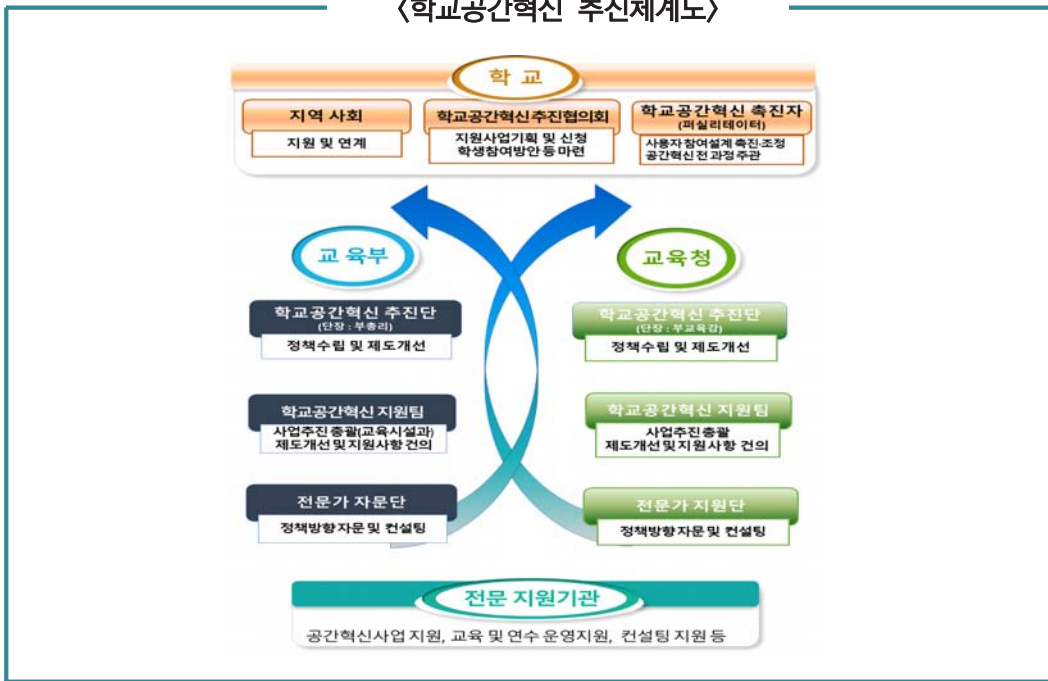 〈학교공간혁신 추진체계도〉
학 교
지역 사회
지원 및 연계
학교공간혁신추진협의회
지원사업기획 및 신청
학생참여방안 등 마련
학교공간혁신 촉진자
(퍼실리테이터)
사용자 참여설계 촉진·조정
공간혁신 전 과정 주관
교육부
학교공간혁신 추진단
(단장 : 부총리)
정책수립 및 제도개선
학교공간혁신 지원팀
사업추진 총괄(교육시설과)
제도개선 및 지원사항 건의
전문가 자문단
정책방향 자문 및 컨설팅
교육청
학교공간혁신 추진단
(단장 : 부교육감)
정책수립 및 제도개선
학교공간혁신 지원팀
사업추진 총괄
제도개선 및 지원사항 건의
전문가 지원단
정책방향 자문 및 컨설팅
전문 지원기관
공간혁신사업 지원, 교육 및 연수 운영지원, 컨설팅 지원 등